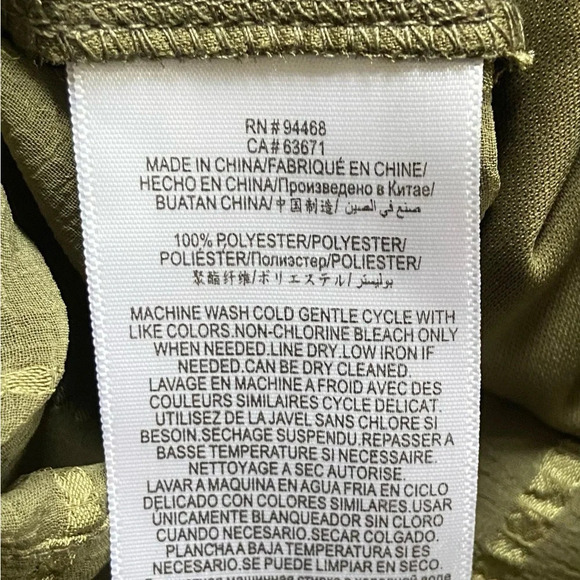 RN # 94468
CA # 63671
MADE IN CHINA/FABRIQUÉ EN CHINE/
HECHO EN CHINA/Произведено в Китае/
BUATAN CHINA/中国制造/ صنع في الصين
100% POLYESTER/POLYESTER/
POLIÉSTER/Полиэстер/POLIESTER/
聚酯纤维/ポリエステル/بوليستر
MACHINE WASH COLD GENTLE CYCLE WITH
LIKE COLORS.NON-CHLORINE BLEACH ONLY
WHEN NEEDED.LINE DRY.LOW IRON IF
NEEDED.CAN BE DRY CLEANED.
LAVAGE EN MACHINE A FROID AVEC DES
COULEURS SIMILAIRES CYCLE DELICAT.
UTILISEZ DE LA JAVEL SANS CHLORE SI
BESOIN.SECHAGE SUSPENDU.REPASSER A
BASSE TEMPERATURE SI NECESSAIRE.
NETTOYAGE A SEC AUTORISE.
LAVAR A MAQUINA EN AGUA FRIA EN CICLO
DELICADO CON COLORES SIMILARES.USAR
ÚNICAMENTE BLANQUEADOR SIN CLORO
CUANDO SEA NECESARIO.SECAR COLGADO.
PLANCHA A BAJA TEMPERATURA SI ES
NECESARIO.SE PUEDE LIMPIAR EN SECO.
машинная стирка в холодной воде